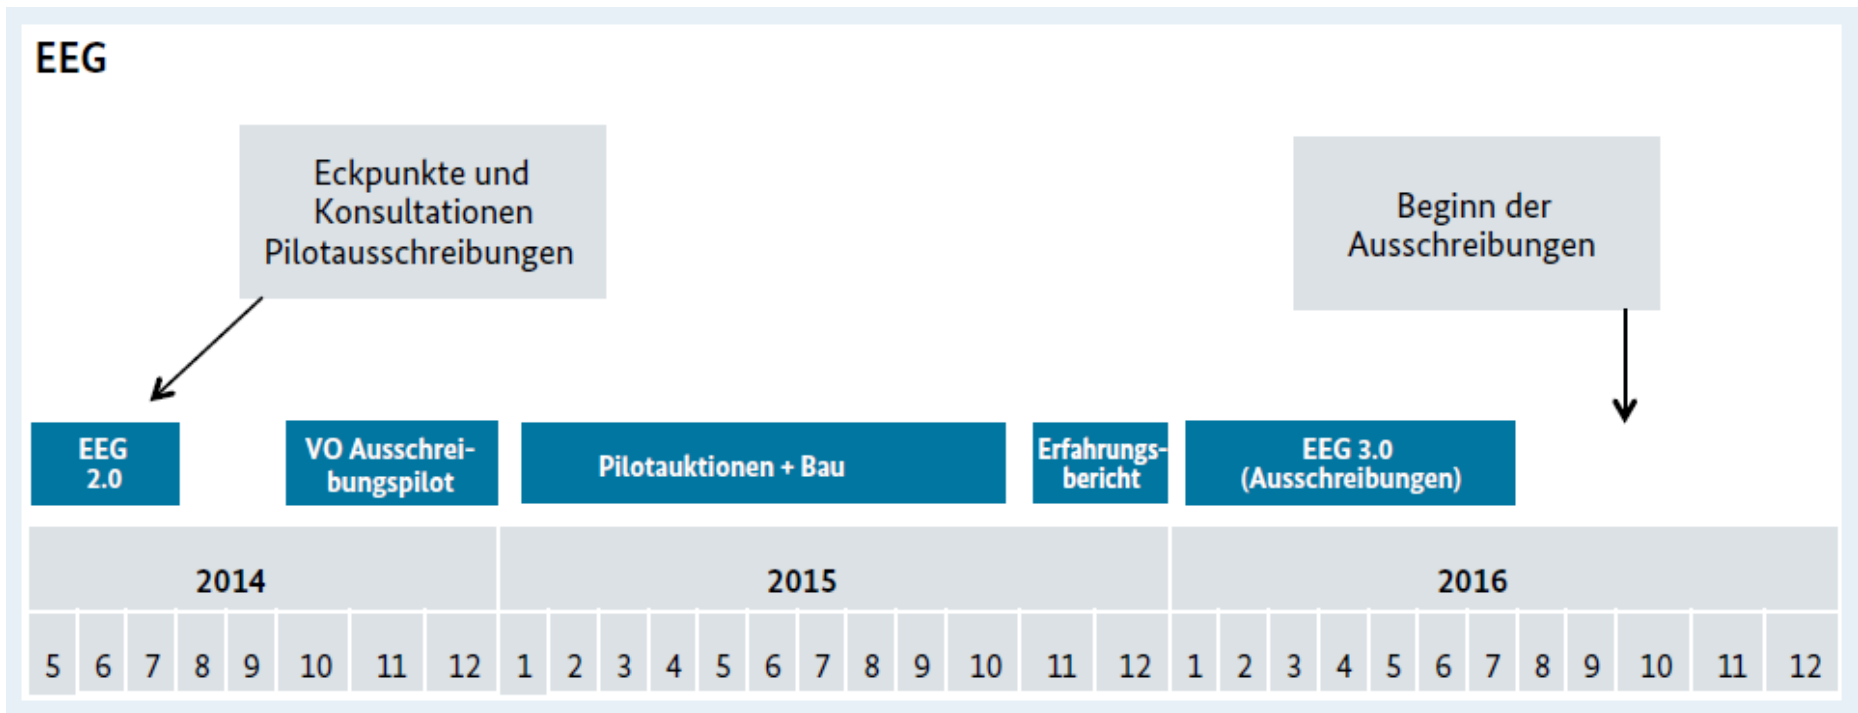 EEG
Eckpunkte und
Konsultationen
Pilotausschreibungen
Beginn der
Ausschreibungen
EEG
2.0
VO Ausschrei-
bungspilot
Pilotauktionen + Bau
Erfahrungs-
bericht
EEG 3.0
(Ausschreibungen)
2014 2015 2016
5 6 7 8 9 10 11 12 1 2 3 4 5 6 7 8 9 10 11 12 1 2 3 4 5 6 7 8 9 10 11 12